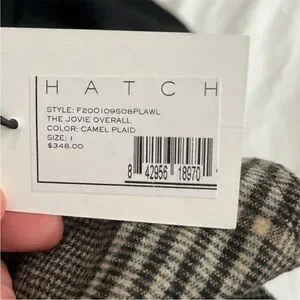 HATCH
STYLE: F200109508PLAWL
THE JOVIE OVERALL
COLOR: CAMEL PLAID
SIZE: 1
$348.00
8 42956 18970